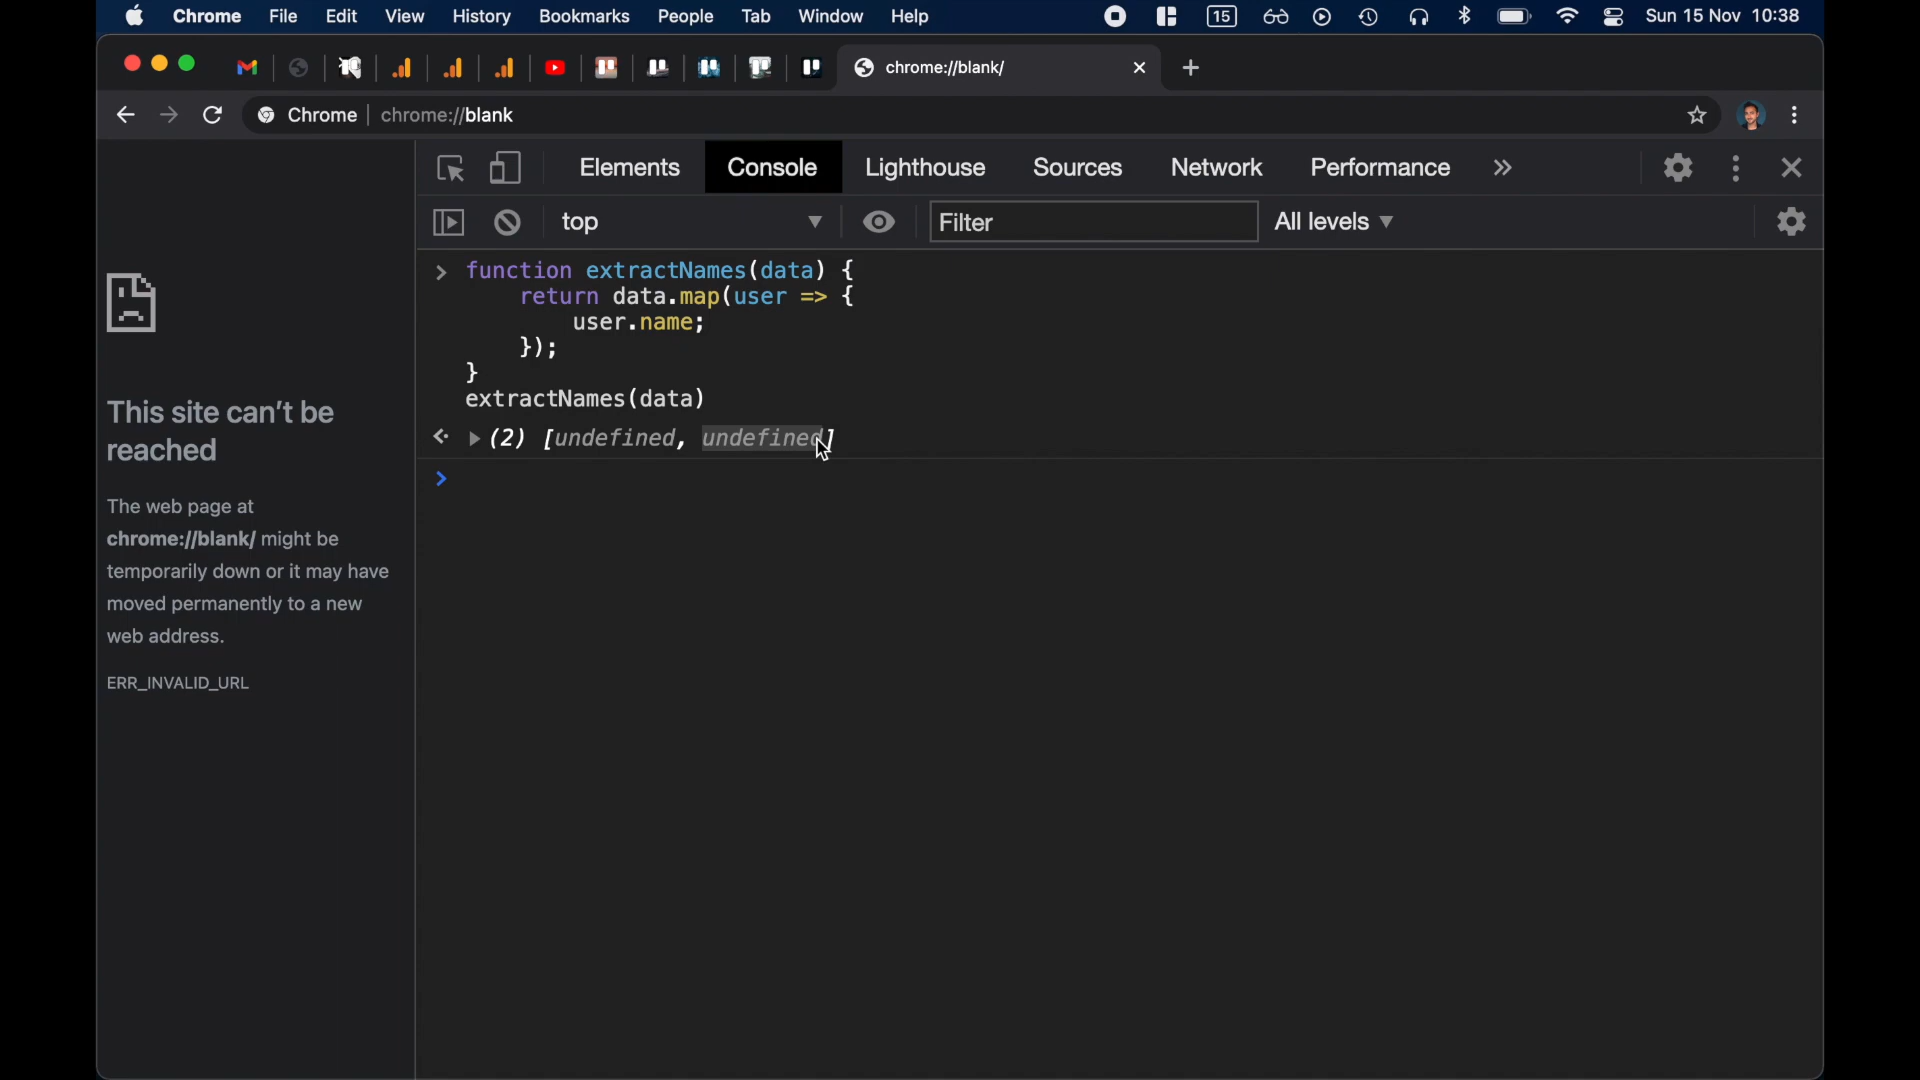 Chrome File Edit View History Bookmarks People Tab Window Help 15 Sun 15 Nov 10:38
chrome://blank/
Chrome | chrome://blank
Elements Console Lighthouse Sources Network Performance »
top Filter All levels
This site can't be
reached
The web page at
chrome://blank/ might be
temporarily down or it may have
moved permanently to a new
web address.
ERR_INVALID_URL
function extractNames(data) {
return data.map(user => {
user.name;
});
}
extractNames(data)
(2) [undefined, undefined]